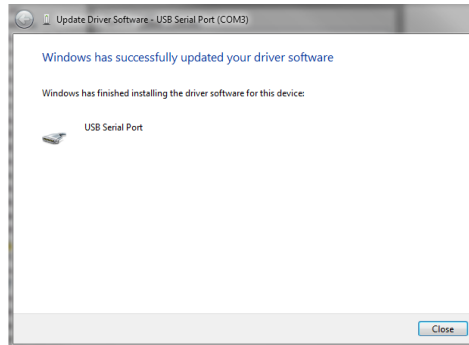 Update Driver Software - USB Serial Port (COM3)
Windows has successfully updated your driver software
Windows has finished installing the driver software for this device:
USB Serial Port
Close